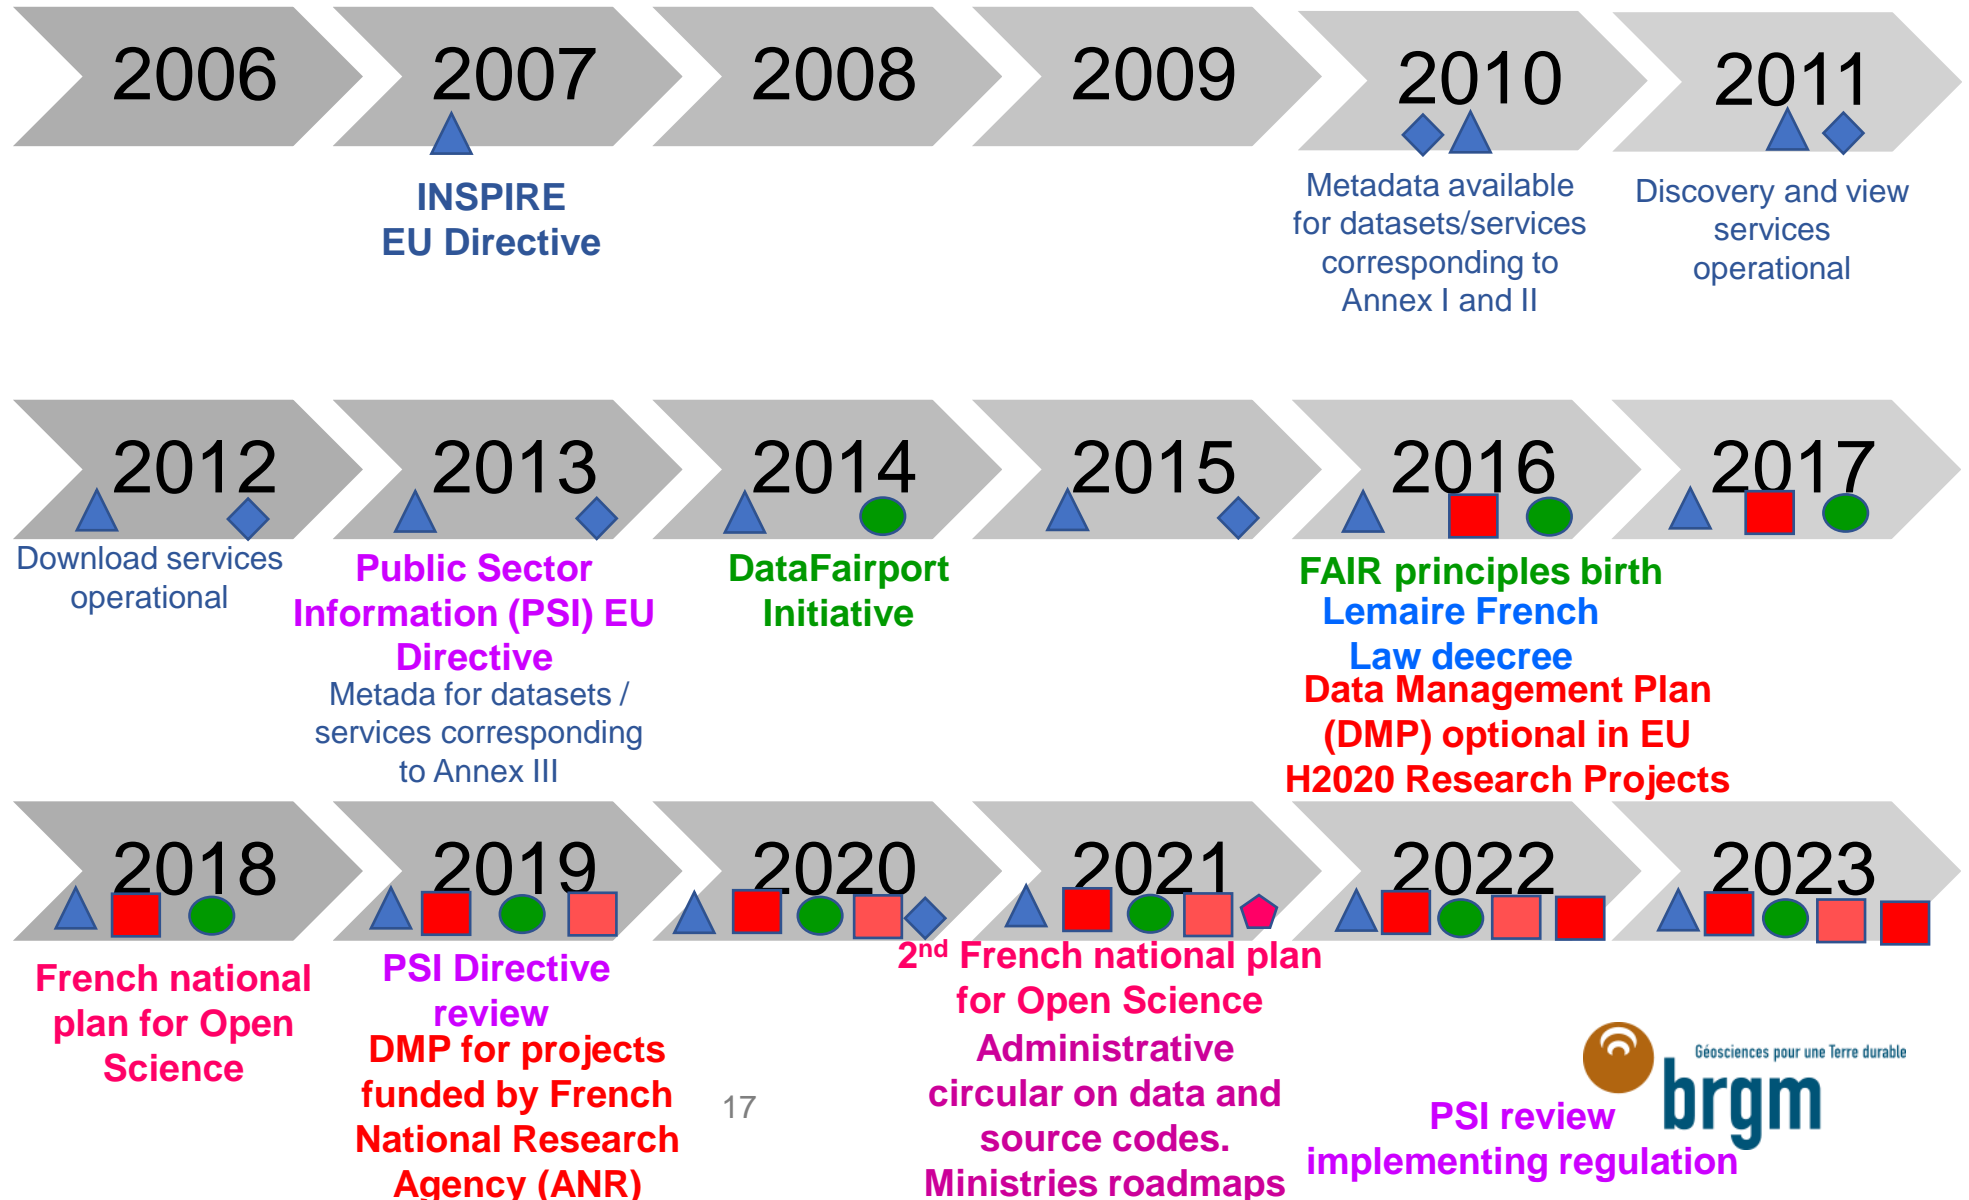 2006
2007
2008
2009
2010
2011
INSPIRE
EU Directive
Metadata available
for datasets/services
corresponding to
Annex I and II
Discovery and view
services
operational
2012
2013
2014
2015
2016
2017
Download services
operational
Public Sector
Information (PSI) EU
Directive
Metada for datasets /
services corresponding
to Annex III
DataFairport
Initiative
FAIR principles birth
Lemaire French
Law deecree
Data Management Plan
(DMP) optional in EU
H2020 Research Projects
2018
2019
2020
2021
2022
2023
French national
plan for Open
Science
PSI Directive
review
DMP for projects
funded by French
National Research
Agency (ANR)
17
2nd French national plan
for Open Science
Administrative
circular on data and
source codes.
Ministries roadmaps
PSI review
implementing regulation
Géosciences pour une Terre durable
brgm